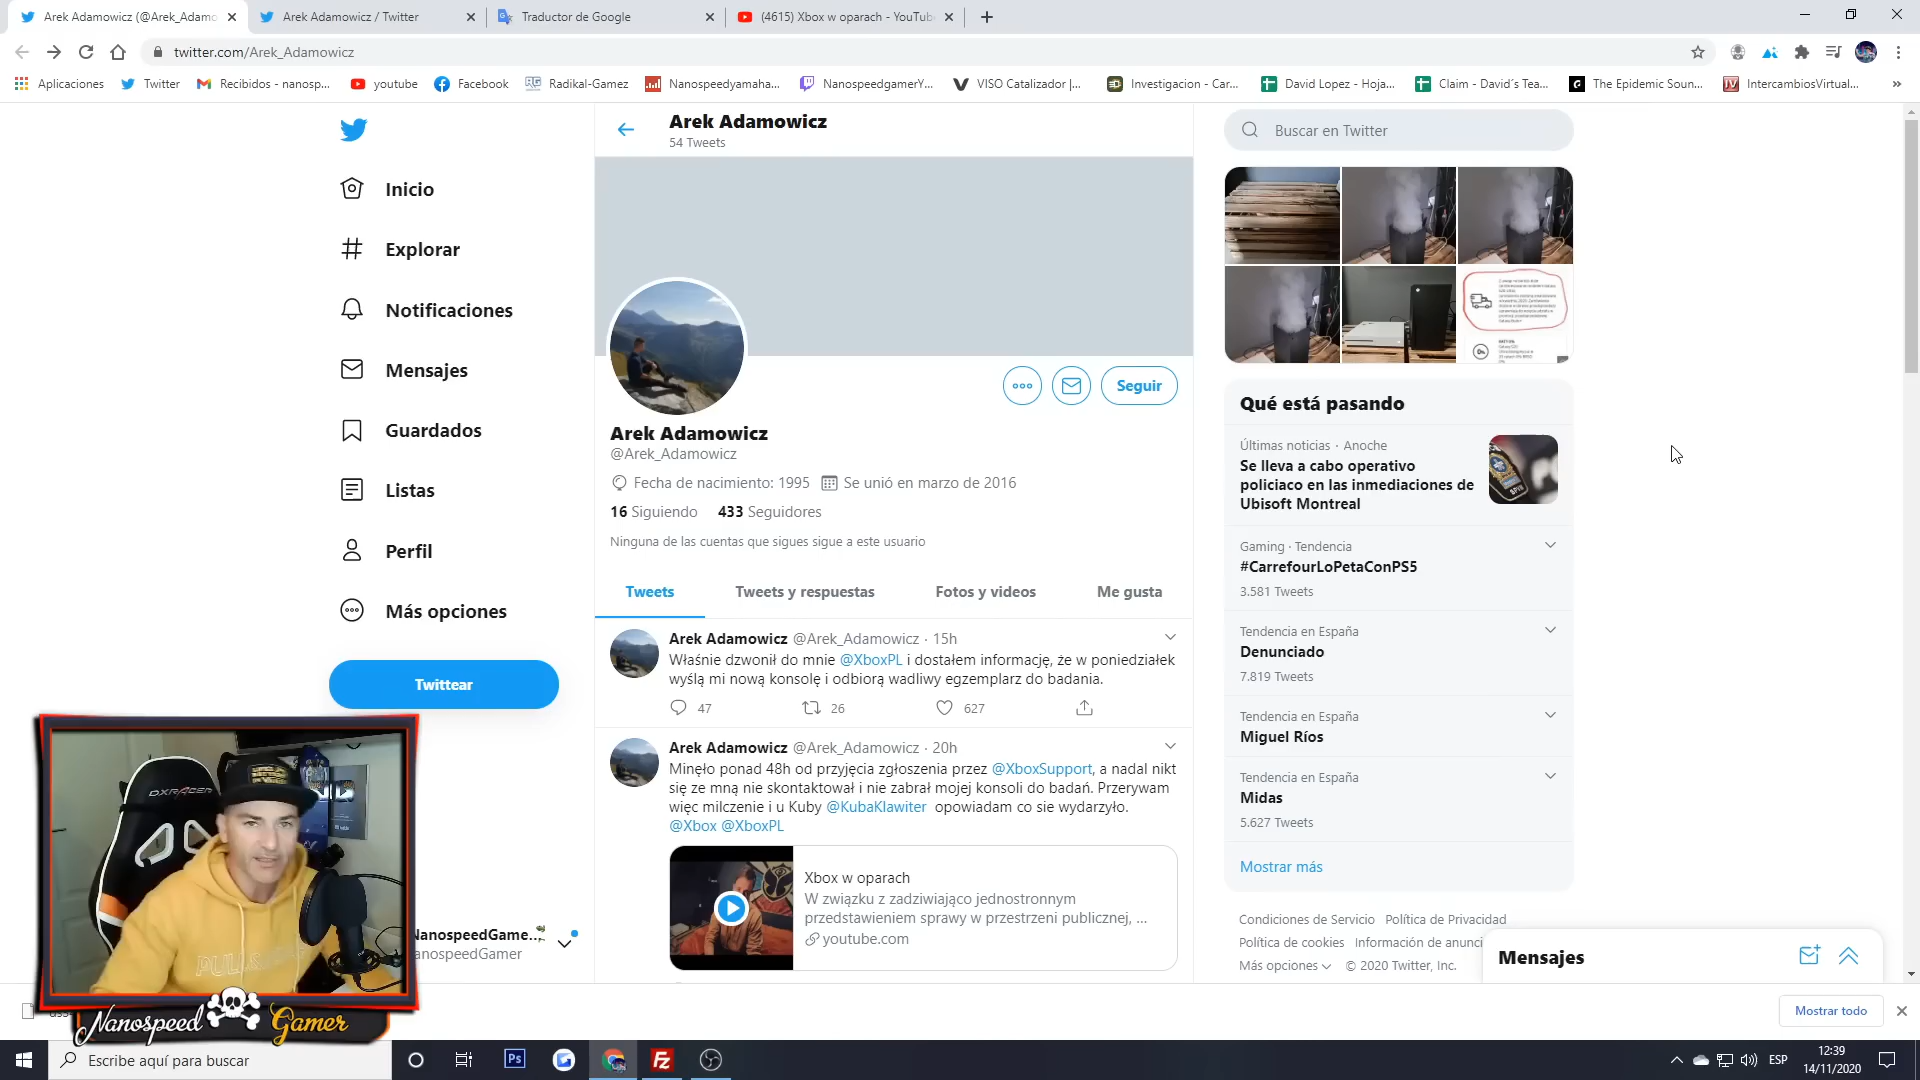 Arek Adamowicz (@Arek_Adamo
Arek Adamowicz / Twitter
Traductor de Google
(4615) Xbox w oparach - YouTub
twitter.com/Arek_Adamowicz
Aplicaciones
Twitter
Recibidos - nanosp...
youtube
Facebook
Radikal-Gamez
Nanospeedyamaha...
NanospeedgamerY...
VISO Catalizador |...
Investigacion - Car...
David Lopez - Hoja...
Claim - David´s Tea...
The Epidemic Soun...
IntercambiosVirtual...
Inicio
Explorar
Notificaciones
Mensajes
Guardados
Listas
Perfil
Más opciones
Twittear
Arek Adamowicz
54 Tweets
Seguir
Arek Adamowicz
@Arek_Adamowicz
Fecha de nacimiento: 1995 Se unió en marzo de 2016
16 Siguiendo 433 Seguidores
Ninguna de las cuentas que sigues sigue a este usuario
Tweets
Tweets y respuestas
Fotos y videos
Me gusta
Arek Adamowicz @Arek_Adamowicz · 15h
Właśnie dzwonił do mnie @XboxPL i dostałem informację, że w poniedziałek
wyślą mi nową konsolę i odbiorą wadliwy egzemplarz do badania.
47 26 627
Arek Adamowicz @Arek_Adamowicz · 20h
Minęło ponad 48h od przyjęcia zgłoszenia przez @XboxSupport, a nadal nikt
się ze mną nie skontaktował i nie zabrał mojej konsoli do badań. Przerywam
więc milczenie i u Kuby @KubaKlawiter opowiadam co sie wydarzyło.
@Xbox @XboxPL
Xbox w oparach
W związku z zadziwiająco jednostronnym
przedstawieniem sprawy w przestrzeni publicznej, ...
youtube.com
Buscar en Twitter
Qué está pasando
Últimas noticias · Anoche
Se lleva a cabo operativo
policiaco en las inmediaciones de
Ubisoft Montreal
Gaming · Tendencia
#CarrefourLoPetaConPS5
3.581 Tweets
Tendencia en España
Denunciado
7.819 Tweets
Tendencia en España
Miguel Ríos
Tendencia en España
Midas
5.627 Tweets
Mostrar más
Condiciones de Servicio Política de Privacidad
Política de cookies Información de anunci
Más opciones © 2020 Twitter, Inc.
Mensajes
DXRACER
NanospeedGame...
anospeedGamer
Nanospeed Gamer
Mostrar todo
Escribe aquí para buscar
Ps
Fz
ESP
12:39
14/11/2020